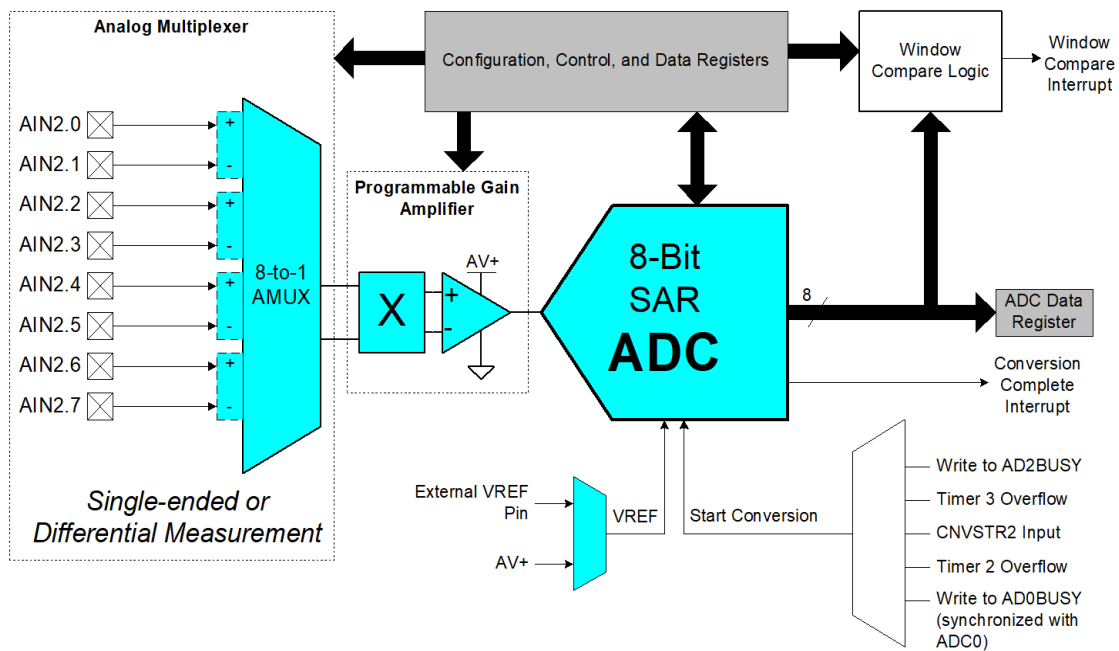 Analog Multiplexer
AIN2.0
AIN2.1
AIN2.2
AIN2.3
AIN2.4
AIN2.5
AIN2.6
AIN2.7
+
-
+
-
+
-
+
-
8-to-1
AMUX
Single-ended or
Differential Measurement
Configuration, Control, and Data Registers
Programmable Gain
Amplifier
X
+
-
AV+
8-Bit
SAR
ADC
Window
Compare Logic
Window
Compare
Interrupt
8
ADC Data
Register
Conversion
Complete
Interrupt
External VREF
Pin
AV+
VREF
Start Conversion
Write to AD2BUSY
Timer 3 Overflow
CNVSTR2 Input
Timer 2 Overflow
Write to AD0BUSY
(synchronized with
ADC0)